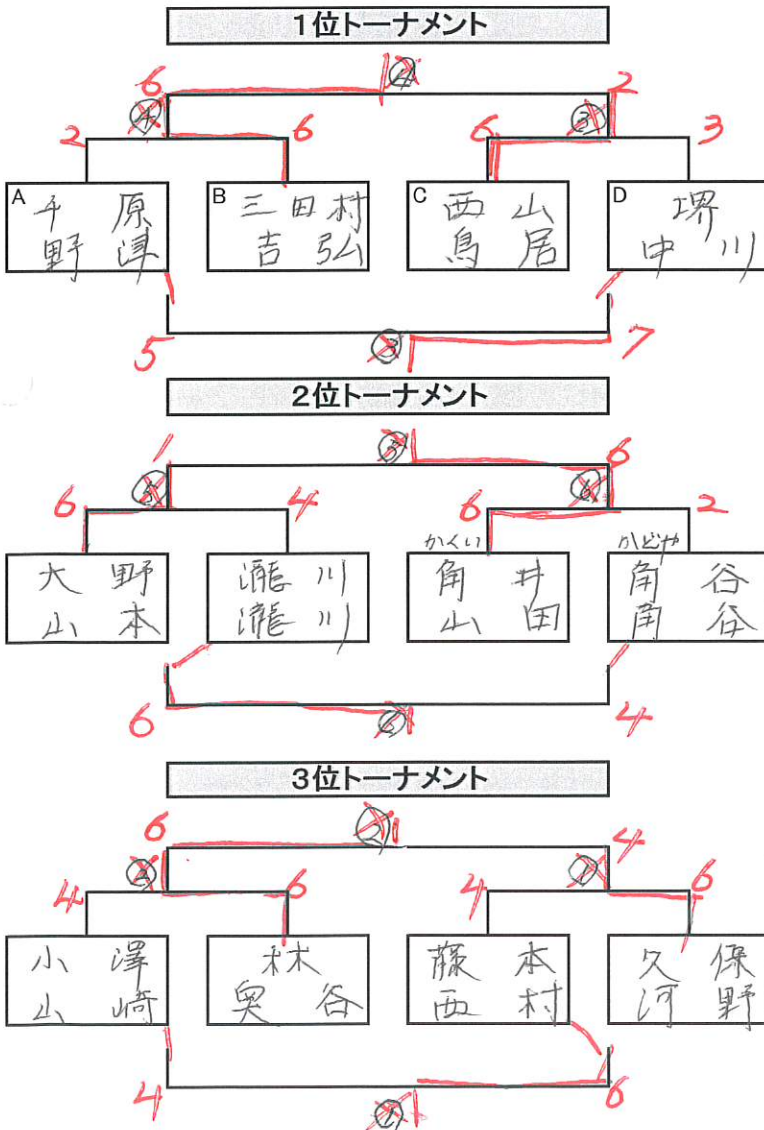 1位トーナメント
6 2
2 6 6 3
A B C D
千原 三田村 西山 堺
野津 吉弘 鳥居 中川
5 ③ 7
2位トーナメント
1 6
6 4 6 2
かくい かどや
大野 瀧川 角井 角谷
山本 瀧川 山田 角谷
6 4
3位トーナメント
6 4
4 ② 6 4 ① 6
小澤 林 藤本 久保
山崎 奥谷 西村 河野
4 6